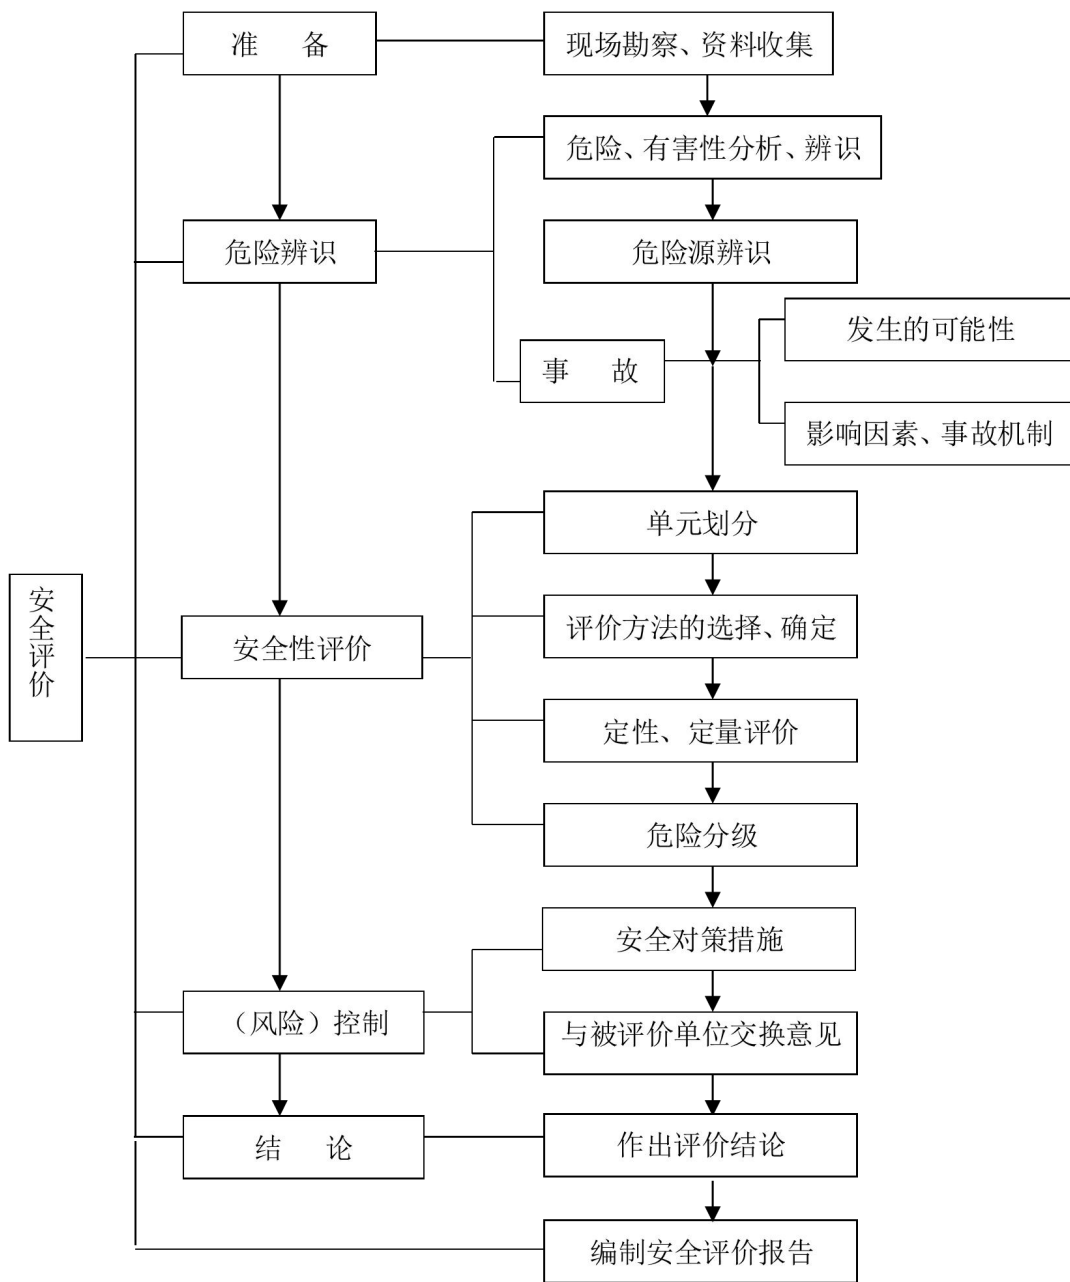 准 备
现场勘察、资料收集
危险、有害性分析、辨识
危险辨识
危险源辨识
发生的可能性
事 故
影响因素、事故机制
单元划分
安全评价
评价方法的选择、确定
安全性评价
定性、定量评价
危险分级
安全对策措施
（风险）控制
与被评价单位交换意见
结 论
作出评价结论
编制安全评价报告